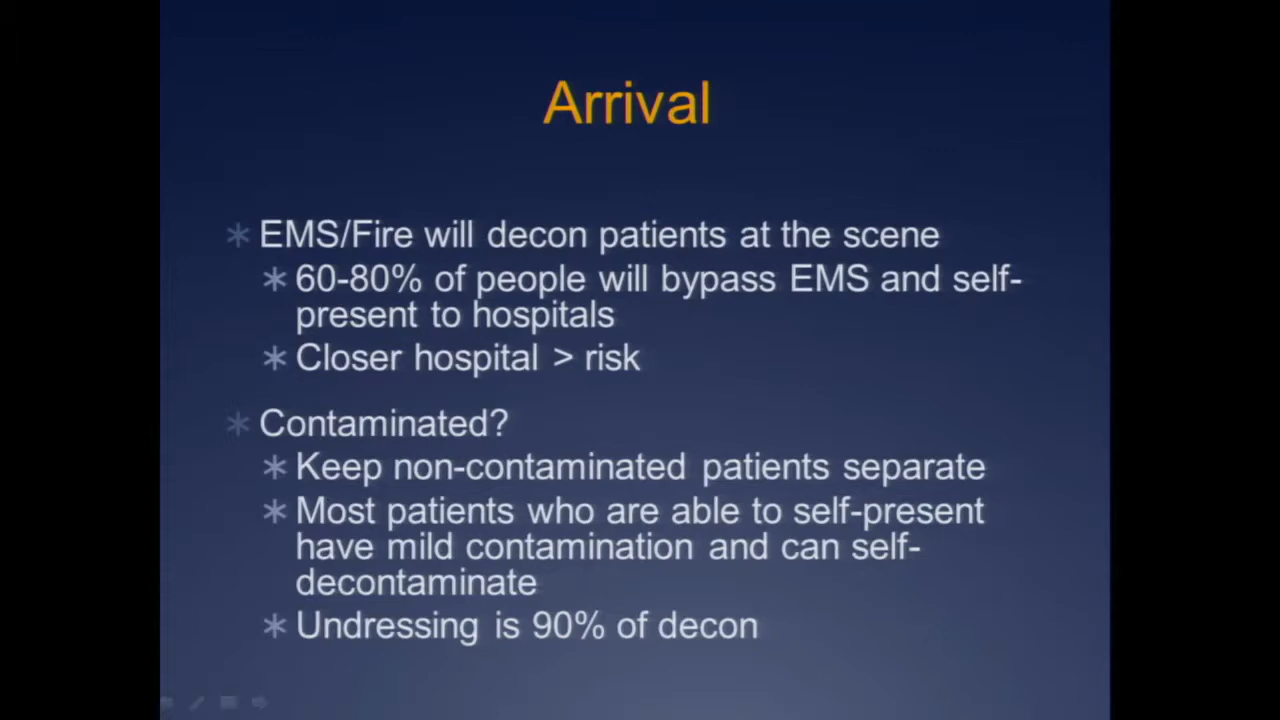 Arrival
* EMS/Fire will decon patients at the scene
* 60-80% of people will bypass EMS and self-
present to hospitals
* Closer hospital > risk
* Contaminated?
* Keep non-contaminated patients separate
* Most patients who are able to self-present
have mild contamination and can self-
decontaminate
* Undressing is 90% of decon